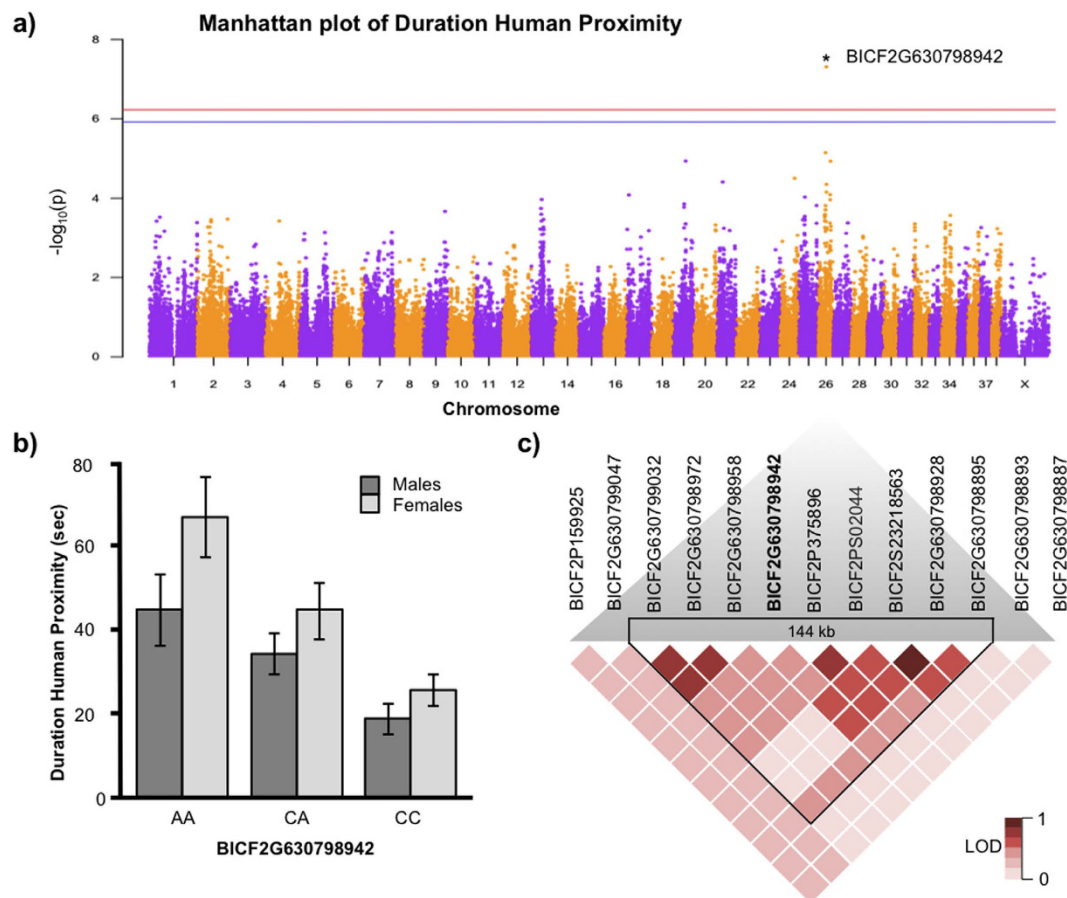 a)
Manhattan plot of Duration Human Proximity
8
6
4
2
0
-log10(p)
* BICF2G630798942
1 2 3 4 5 6 7 8 9 10 11 12 14 16 18 20 22 24 26 28 30 32 34 37 X
Chromosome
b)
80
60
40
20
0
Duration Human Proximity (sec)
Males
Females
AA CA CC
BICF2G630798942
c)
BICF2P159925
BICF2G630799047
BICF2G630799032
BICF2G630798972
BICF2G630798958
BICF2G630798942
BICF2P375896
BICF2PS02044
BICF2S23218563
BICF2G630798928
BICF2G630798895
BICF2G630798893
BICF2G630798887
144 kb
LOD
1
0